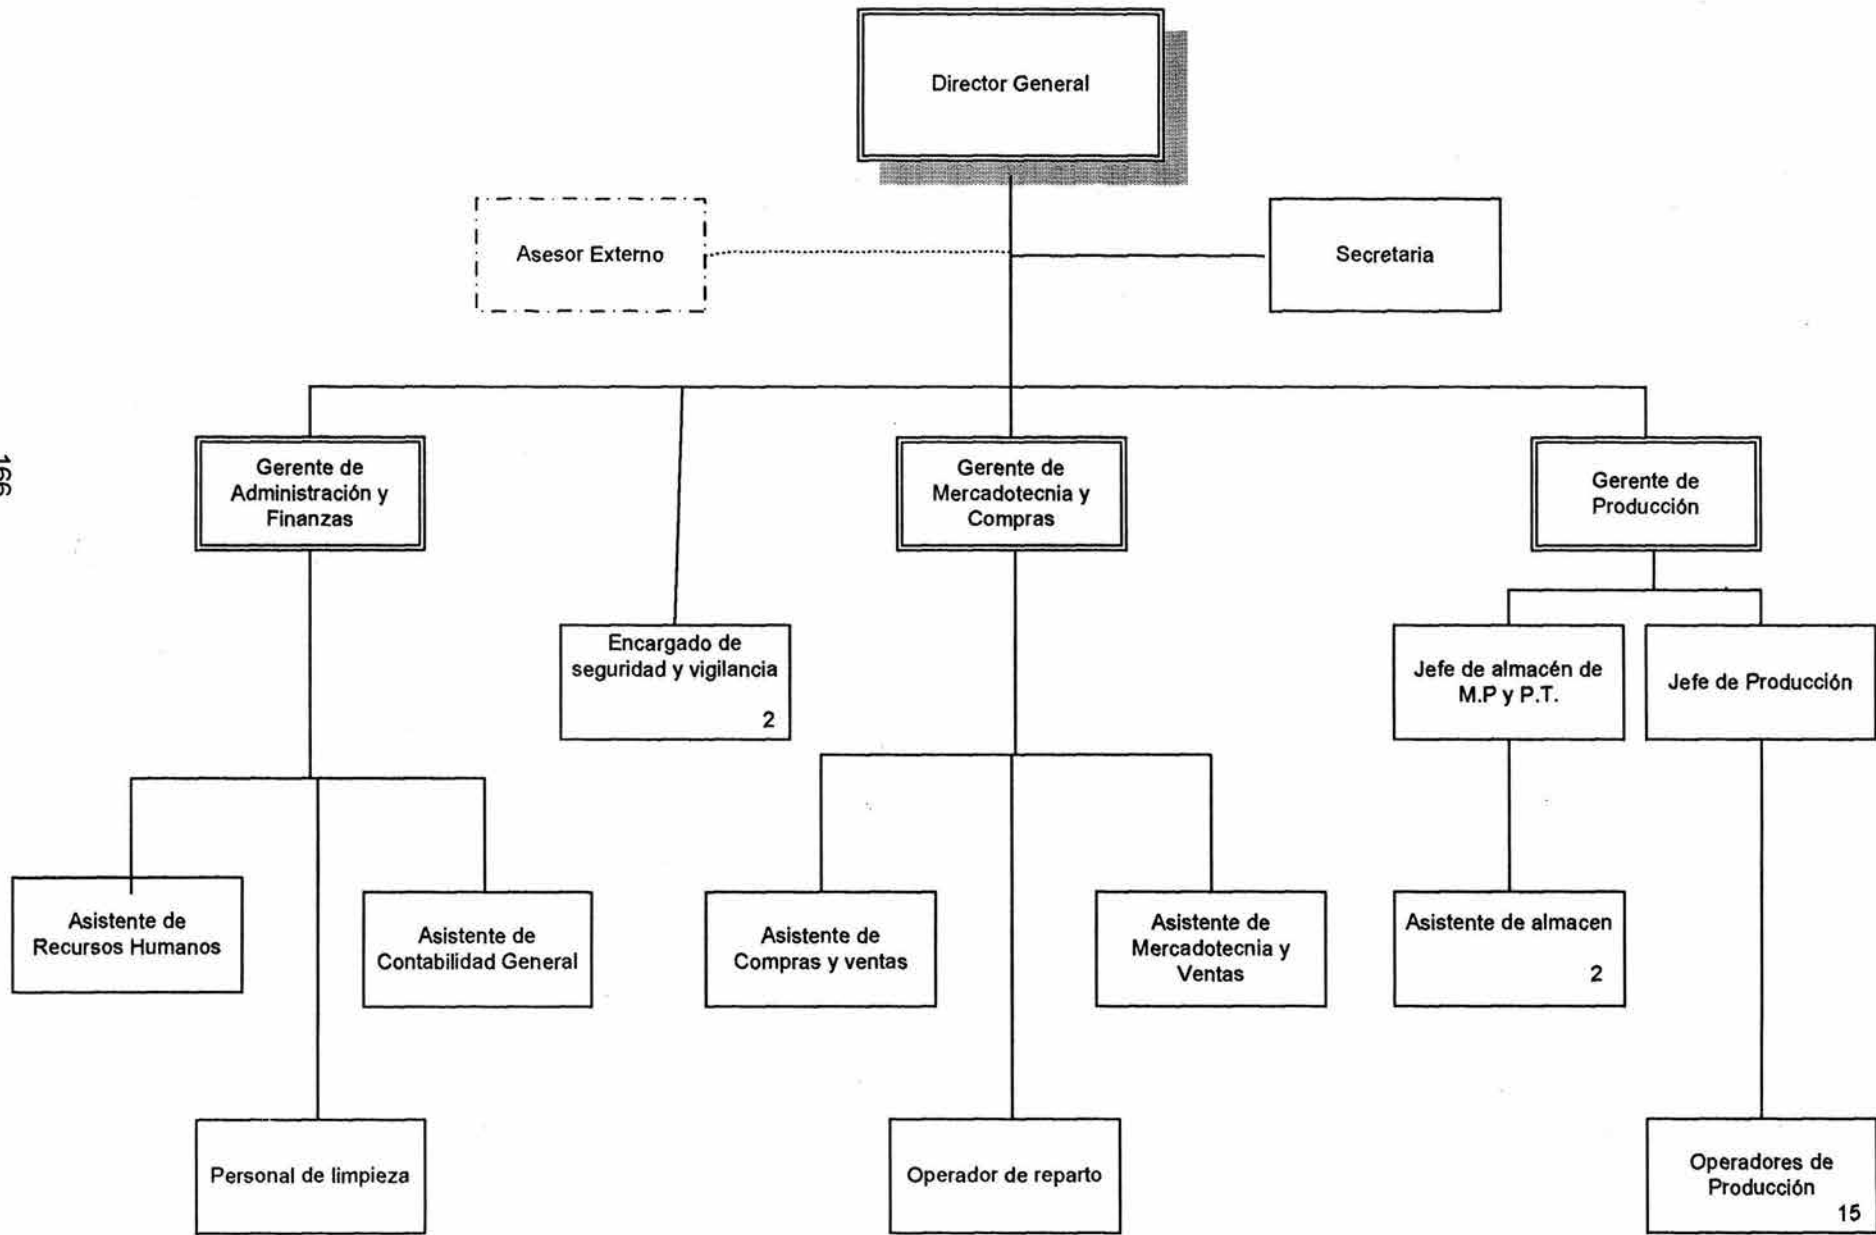 Director General
Asesor Externo
Secretaria
166
Gerente de
Administración y
Finanzas
Gerente de
Mercadotecnia y
Compras
Gerente de
Producción
Encargado de
seguridad y vigilancia
2
Jefe de almacén de
M.P y P.T.
Jefe de Producción
Asistente de
Recursos Humanos
Asistente de
Contabilidad General
Asistente de
Compras y ventas
Asistente de
Mercadotecnia y
Ventas
Asistente de almacen
2
Personal de limpieza
Operador de reparto
Operadores de
Producción
15